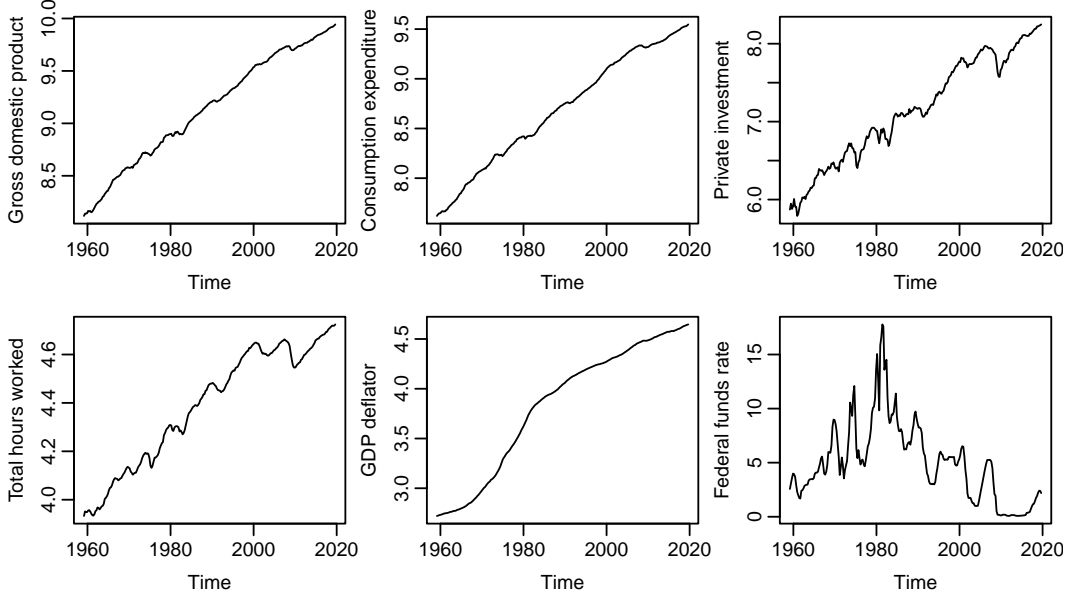 Gross domestic product
8.5 9.0 9.5 10.0
1960 1980 2000 2020
Time
Consumption expenditure
8.0 8.5 9.0 9.5
1960 1980 2000 2020
Time
Private investment
6.0 7.0 8.0
1960 1980 2000 2020
Time
Total hours worked
4.0 4.2 4.4 4.6
1960 1980 2000 2020
Time
GDP deflator
3.0 3.5 4.0 4.5
1960 1980 2000 2020
Time
Federal funds rate
0 5 10 15
1960 1980 2000 2020
Time